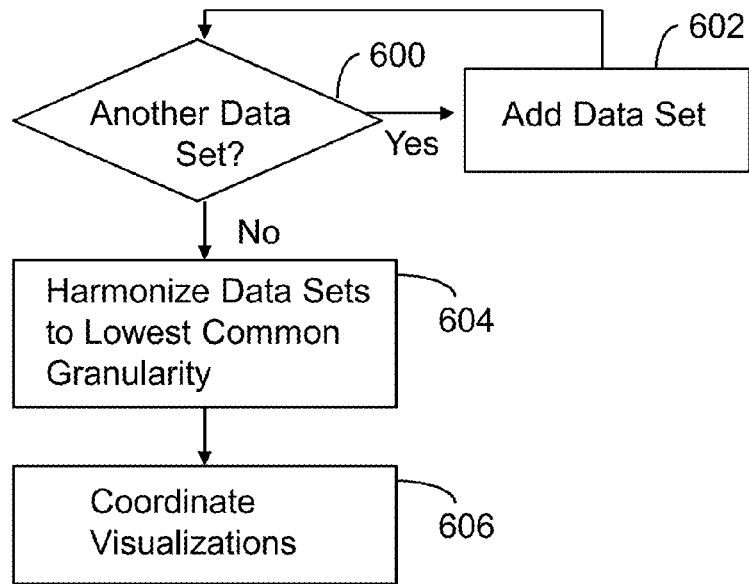 600
602
Another Data
Set?
Yes
Add Data Set
No
Harmonize Data Sets
to Lowest Common
Granularity
604
Coordinate
Visualizations
606